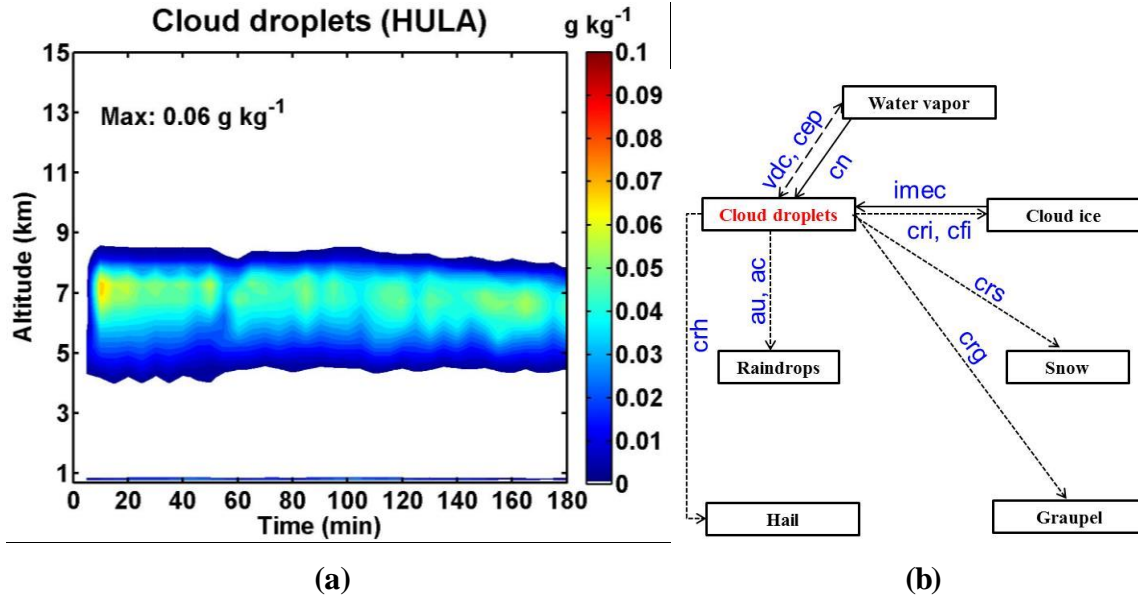 Cloud droplets (HULA)
g kg-1
Max: 0.06 g kg-1
15
13
11
9
7
5
3
1
Altitude (km)
0 20 40 60 80 100 120 140 160 180
Time (min)
0.1
0.09
0.08
0.07
0.06
0.05
0.04
0.03
0.02
0.01
0
(a)
Water vapor
vdc, cep
cn
Cloud droplets
imec
cri, cfi
Cloud ice
crh
au, ac
crs
crg
Raindrops
Snow
Hail
Graupel
(b)